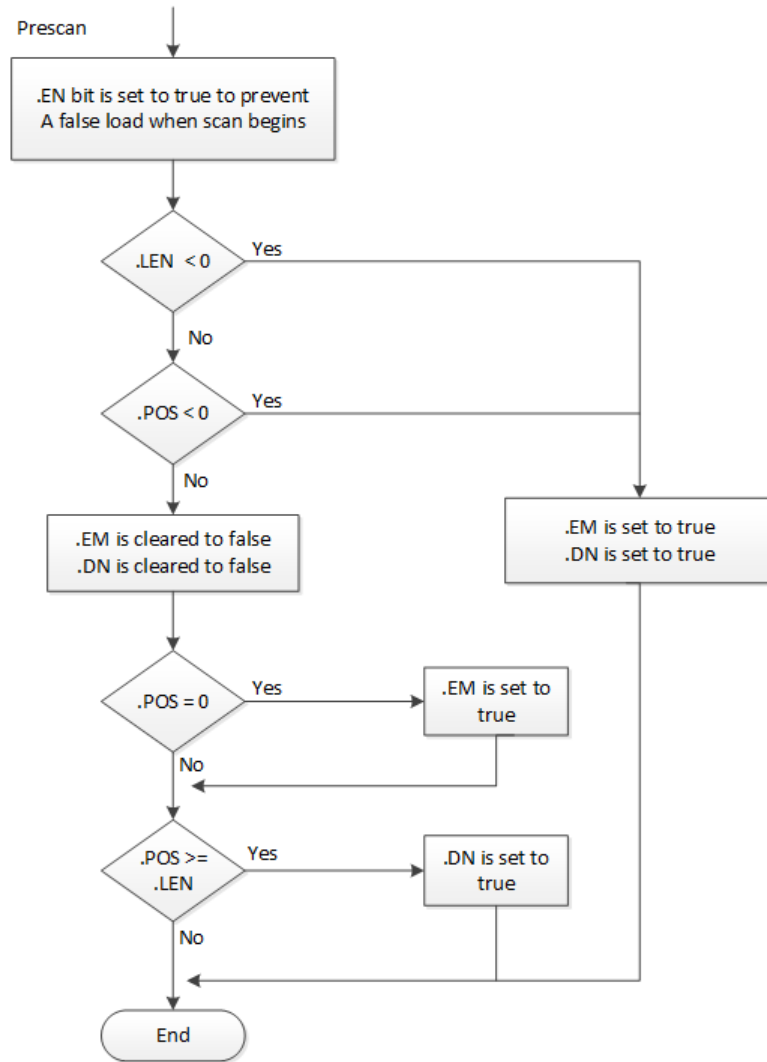 Prescan
.EN bit is set to true to prevent
A false load when scan begins
.LEN < 0
Yes
No
.POS < 0
Yes
No
.EM is cleared to false
.DN is cleared to false
.EM is set to true
.DN is set to true
.POS = 0
Yes
.EM is set to
true
No
.POS >=
.LEN
Yes
.DN is set to
true
No
End